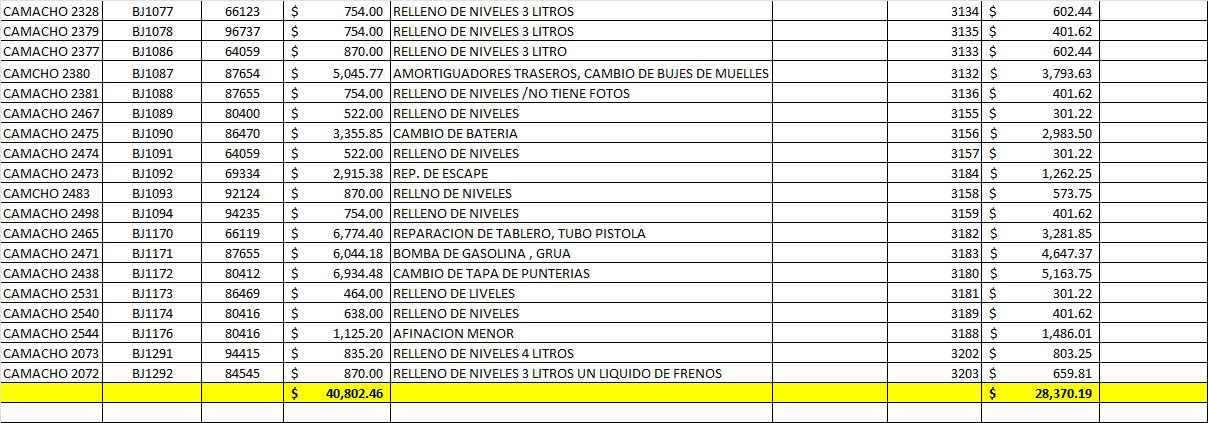 CAMACHO 2328 BJ1077 66123 $ 754.00 RELLENO DE NIVELES 3 LITROS 3134 $ 602.44
CAMACHO 2379 BJ1078 96737 $ 754.00 RELLENO DE NIVELES 3 LITROS 3135 $ 401.62
CAMACHO 2377 BJ1086 64059 $ 870.00 RELLENO DE NIVELES 3 LITRO 3133 $ 602.44
CAMCHO 2380 BJ1087 87654 $ 5,045.77 AMORTIGUADORES TRASEROS, CAMBIO DE BUJES DE MUELLES 3132 $ 3,793.63
CAMACHO 2381 BJ1088 87655 $ 754.00 RELLENO DE NIVELES /NO TIENE FOTOS 3136 $ 401.62
CAMACHO 2467 BJ1089 80400 $ 522.00 RELLENO DE NIVELES 3155 $ 301.22
CAMACHO 2475 BJ1090 86470 $ 3,355.85 CAMBIO DE BATERIA 3156 $ 2,983.50
CAMACHO 2474 BJ1091 64059 $ 522.00 RELLENO DE NIVELES 3157 $ 301.22
CAMACHO 2473 BJ1092 69334 $ 2,915.38 REP. DE ESCAPE 3184 $ 1,262.25
CAMCHO 2483 BJ1093 92124 $ 870.00 RELLNO DE NIVELES 3158 $ 573.75
CAMACHO 2498 BJ1094 94235 $ 754.00 RELLENO DE NIVELES 3159 $ 401.62
CAMACHO 2465 BJ1170 66119 $ 6,774.40 REPARACION DE TABLERO, TUBO PISTOLA 3182 $ 3,281.85
CAMACHO 2471 BJ1171 87655 $ 6,044.18 BOMBA DE GASOLINA , GRUA 3183 $ 4,647.37
CAMACHO 2438 BJ1172 80412 $ 6,934.48 CAMBIO DE TAPA DE PUNTERIAS 3180 $ 5,163.75
CAMACHO 2531 BJ1173 86469 $ 464.00 RELLENO DE LIVELES 3181 $ 301.22
CAMACHO 2540 BJ1174 80416 $ 638.00 RELLENO DE NIVELES 3189 $ 401.62
CAMACHO 2544 BJ1176 80416 $ 1,125.20 AFINACION MENOR 3188 $ 1,486.01
CAMACHO 2073 BJ1291 94415 $ 835.20 RELLENO DE NIVELES 4 LITROS 3202 $ 803.25
CAMACHO 2072 BJ1292 84545 $ 870.00 RELLENO DE NIVELES 3 LITROS UN LIQUIDO DE FRENOS 3203 $ 659.81
$ 40,802.46 $ 28,370.19